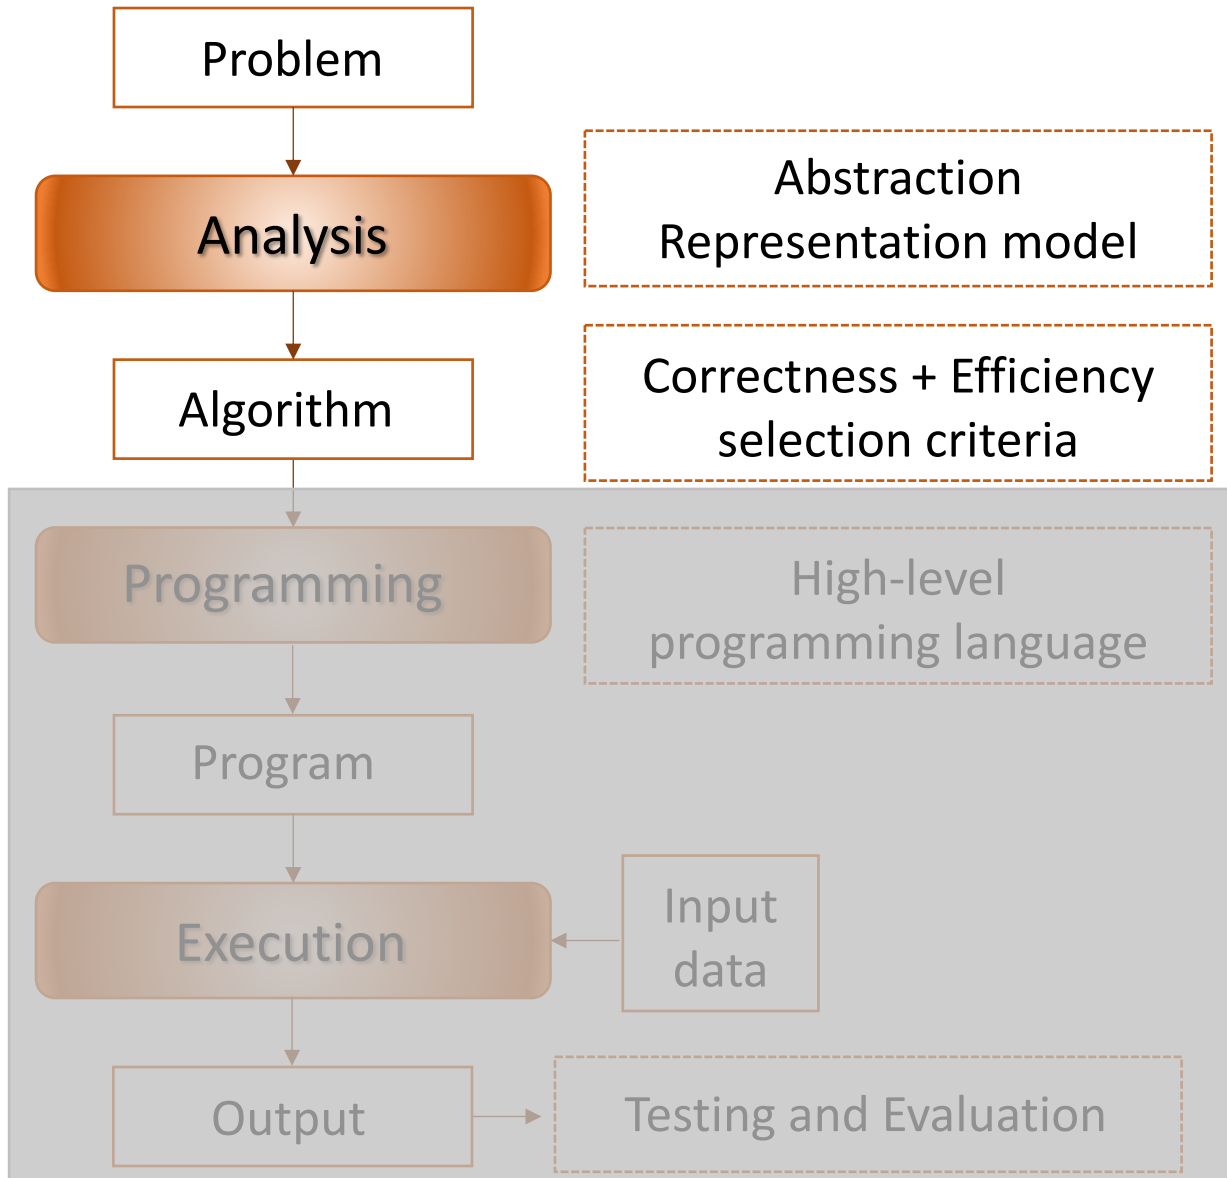 Problem
Analysis
Abstraction
Representation model
Algorithm
Correctness + Efficiency
selection criteria
Programming
High-level
programming language
Program
Execution
Input
data
Output
Testing and Evaluation